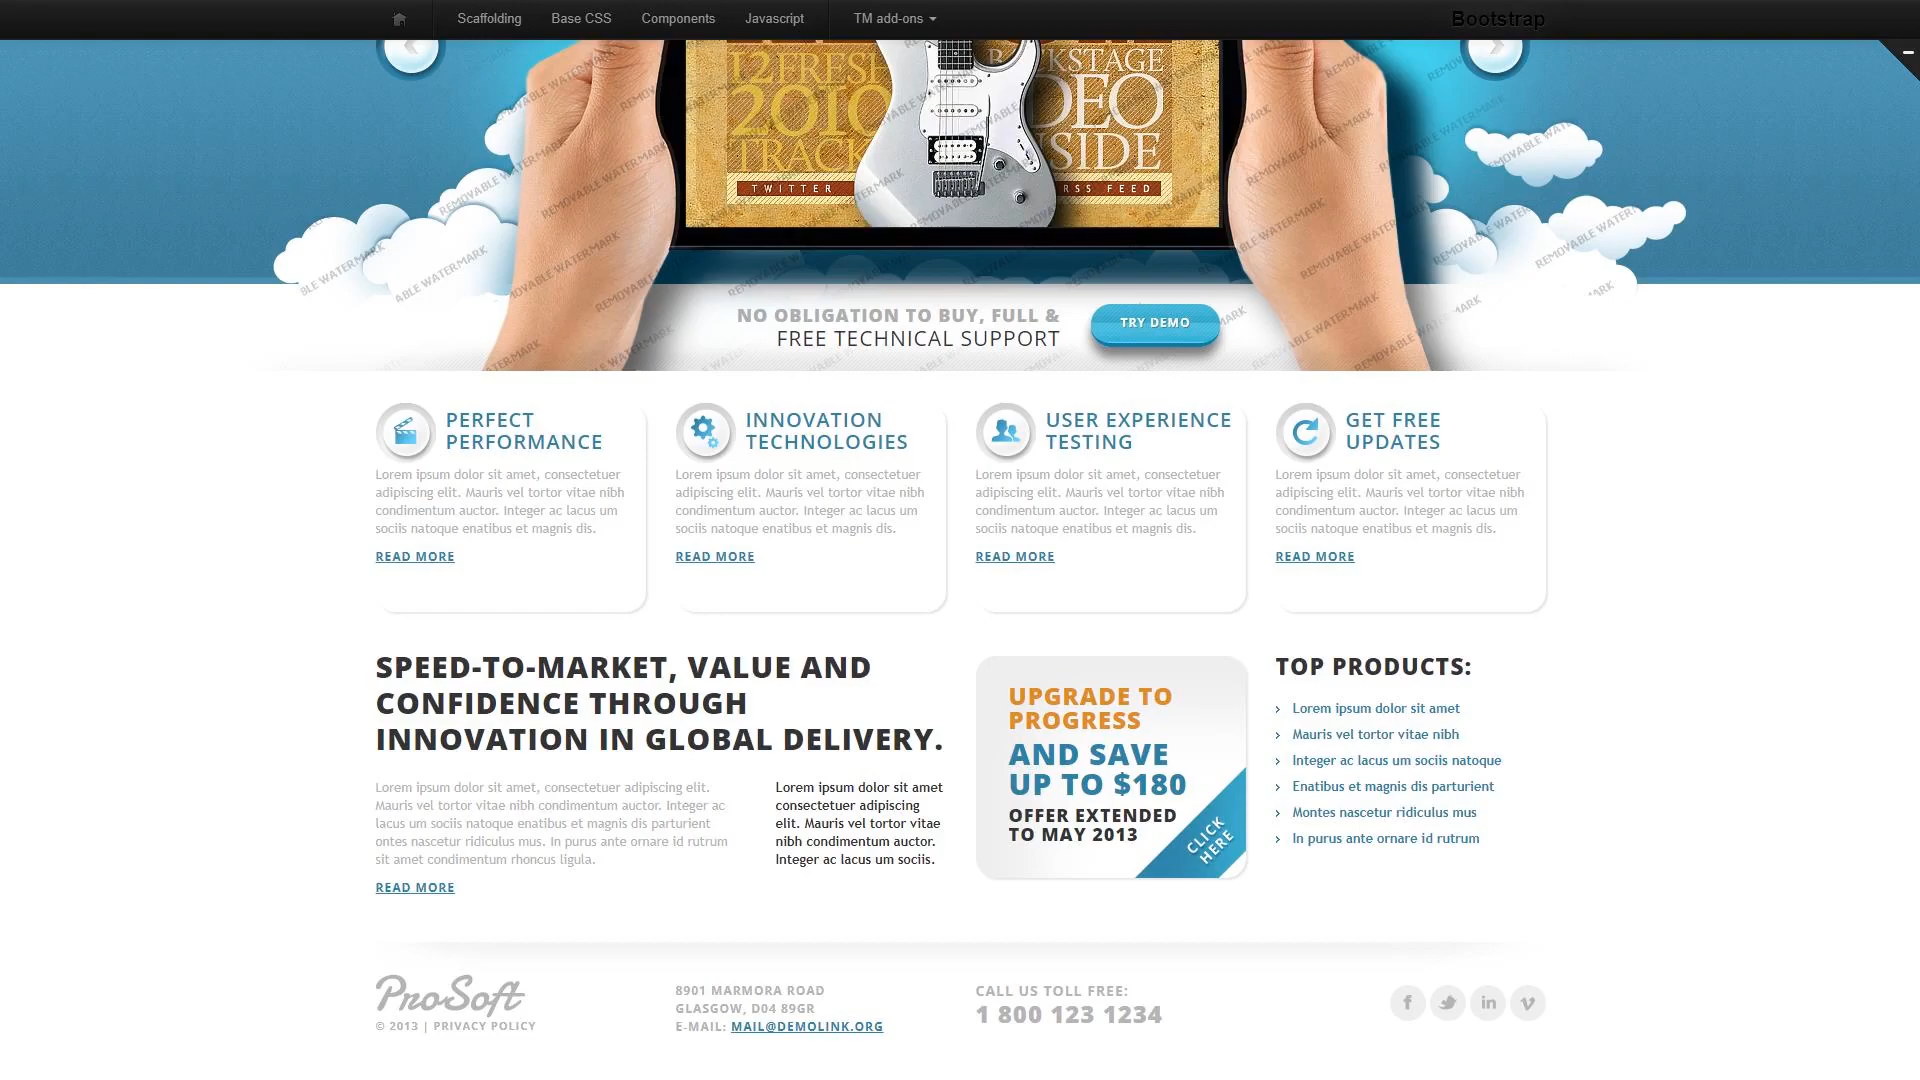 Scaffolding Base CSS Components Javascript TM add-ons Bootstrap
12 FRESH
2010
TRACK
TWITTER
BACKSTAGE
VIDEO
INSIDE
RSS FEED
REMOVABLE WATERMARK
NO OBLIGATION TO BUY, FULL &
FREE TECHNICAL SUPPORT
TRY DEMO
PERFECT
PERFORMANCE
Lorem ipsum dolor sit amet, consectetuer
adipiscing elit. Mauris vel tortor vitae nibh
condimentum auctor. Integer ac lacus um
sociis natoque enatibus et magnis dis.
READ MORE
INNOVATION
TECHNOLOGIES
Lorem ipsum dolor sit amet, consectetuer
adipiscing elit. Mauris vel tortor vitae nibh
condimentum auctor. Integer ac lacus um
sociis natoque enatibus et magnis dis.
READ MORE
USER EXPERIENCE
TESTING
Lorem ipsum dolor sit amet, consectetuer
adipiscing elit. Mauris vel tortor vitae nibh
condimentum auctor. Integer ac lacus um
sociis natoque enatibus et magnis dis.
READ MORE
GET FREE
UPDATES
Lorem ipsum dolor sit amet, consectetuer
adipiscing elit. Mauris vel tortor vitae nibh
condimentum auctor. Integer ac lacus um
sociis natoque enatibus et magnis dis.
READ MORE
SPEED-TO-MARKET, VALUE AND
CONFIDENCE THROUGH
INNOVATION IN GLOBAL DELIVERY.
Lorem ipsum dolor sit amet, consectetuer adipiscing elit.
Mauris vel tortor vitae nibh condimentum auctor. Integer ac
lacus um sociis natoque enatibus et magnis dis parturient
ontes nascetur ridiculus mus. In purus ante ornare id rutrum
sit amet condimentum rhoncus ligula.
READ MORE
Lorem ipsum dolor sit amet
consectetuer adipiscing
elit. Mauris vel tortor vitae
nibh condimentum auctor.
Integer ac lacus um sociis.
UPGRADE TO
PROGRESS
AND SAVE
UP TO $180
OFFER EXTENDED
TO MAY 2013
CLICK
HERE
TOP PRODUCTS:
Lorem ipsum dolor sit amet
Mauris vel tortor vitae nibh
Integer ac lacus um sociis natoque
Enatibus et magnis dis parturient
Montes nascetur ridiculus mus
In purus ante ornare id rutrum
ProSoft
© 2013 | PRIVACY POLICY
8901 MARMORA ROAD
GLASGOW, D04 89GR
E-MAIL: MAIL@DEMOLINK.ORG
CALL US TOLL FREE:
1 800 123 1234